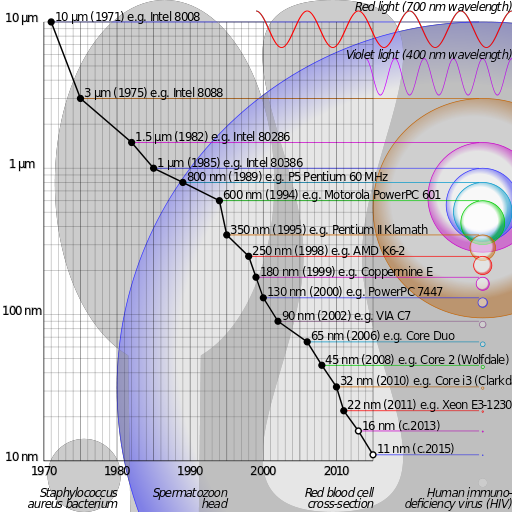 Red light (700 nm wavelength)
10 μm
10 μm (1971) e.g. Intel 8008
Violet light (400 nm wavelength)
3 μm (1975) e.g. Intel 8088
1.5 μm (1982) e.g. Intel 80286
1 μm
1 μm (1985) e.g. Intel 80386
800 nm (1989) e.g. P5 Pentium 60 MHz
600 nm (1994) e.g. Motorola PowerPC 601
350 nm (1995) e.g. Pentium II Klamath
250 nm (1998) e.g. AMD K6-2
180 nm (1999) e.g. Coppermine E
130 nm (2000) e.g. PowerPC 7447
100 nm
90 nm (2002) e.g. VIA C7
65 nm (2006) e.g. Core Duo
45 nm (2008) e.g. Core 2 (Wolfdale)
32 nm (2010) e.g. Core i3 (Clarkd
22 nm (2011) e.g. Xeon E3-1230
16 nm (c.2013)
11 nm (c.2015)
10 nm
1970 1980 1990 2000 2010
Staphylococcus aureus bacterium
Spermatozoon head
Red blood cell cross-section
Human immuno-
deficiency virus (HIV)